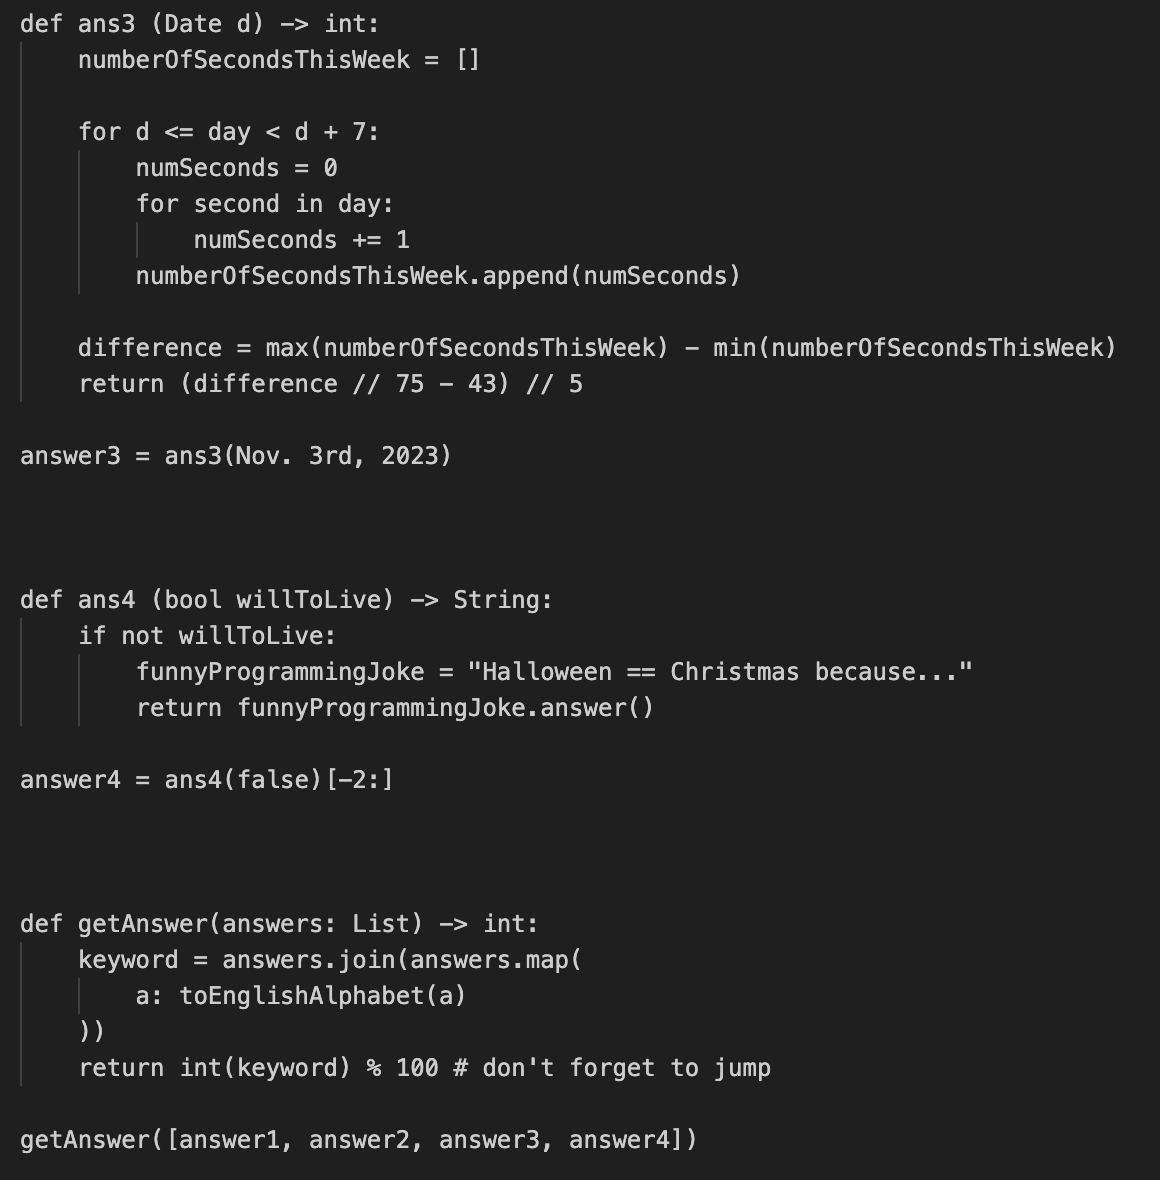 def ans3 (Date d) -> int:
    numberOfSecondsThisWeek = []

    for d <= day < d + 7:
        numSeconds = 0
        for second in day:
            numSeconds += 1
        numberOfSecondsThisWeek.append(numSeconds)

    difference = max(numberOfSecondsThisWeek) - min(numberOfSecondsThisWeek)
    return (difference // 75 - 43) // 5

answer3 = ans3(Nov. 3rd, 2023)

def ans4 (bool willToLive) -> String:
    if not willToLive:
        funnyProgrammingJoke = "Halloween == Christmas because..."
        return funnyProgrammingJoke.answer()

answer4 = ans4(false)[-2:]

def getAnswer(answers: List) -> int:
    keyword = answers.join(answers.map(
        a: toEnglishAlphabet(a)
    ))
    return int(keyword) % 100 # don't forget to jump

getAnswer([answer1, answer2, answer3, answer4])